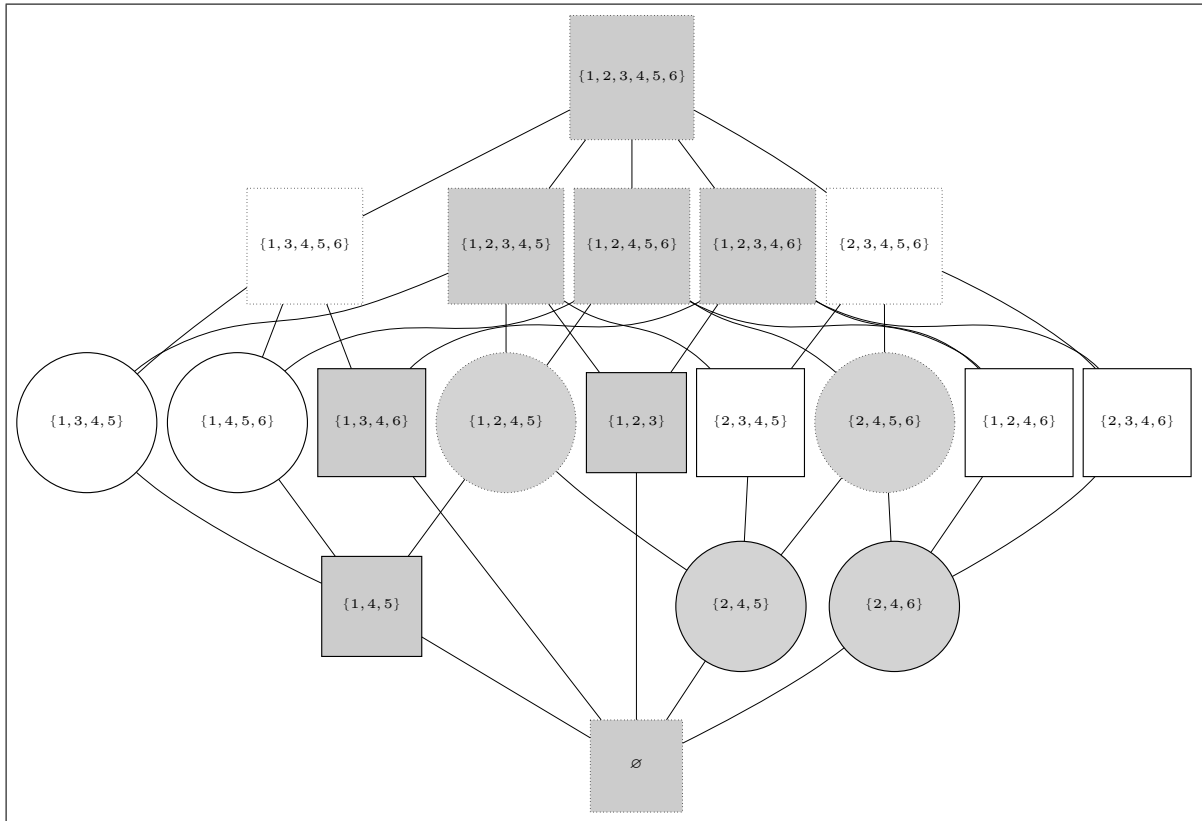 {1, 2, 3, 4, 5, 6}
{1, 3, 4, 5, 6}
{1, 2, 3, 4, 5}
{1, 2, 4, 5, 6}
{1, 2, 3, 4, 6}
{2, 3, 4, 5, 6}
{1, 3, 4, 5}
{1, 4, 5, 6}
{1, 3, 4, 6}
{1, 2, 4, 5}
{1, 2, 3}
{2, 3, 4, 5}
{2, 4, 5, 6}
{1, 2, 4, 6}
{2, 3, 4, 6}
{1, 4, 5}
{2, 4, 5}
{2, 4, 6}
∅